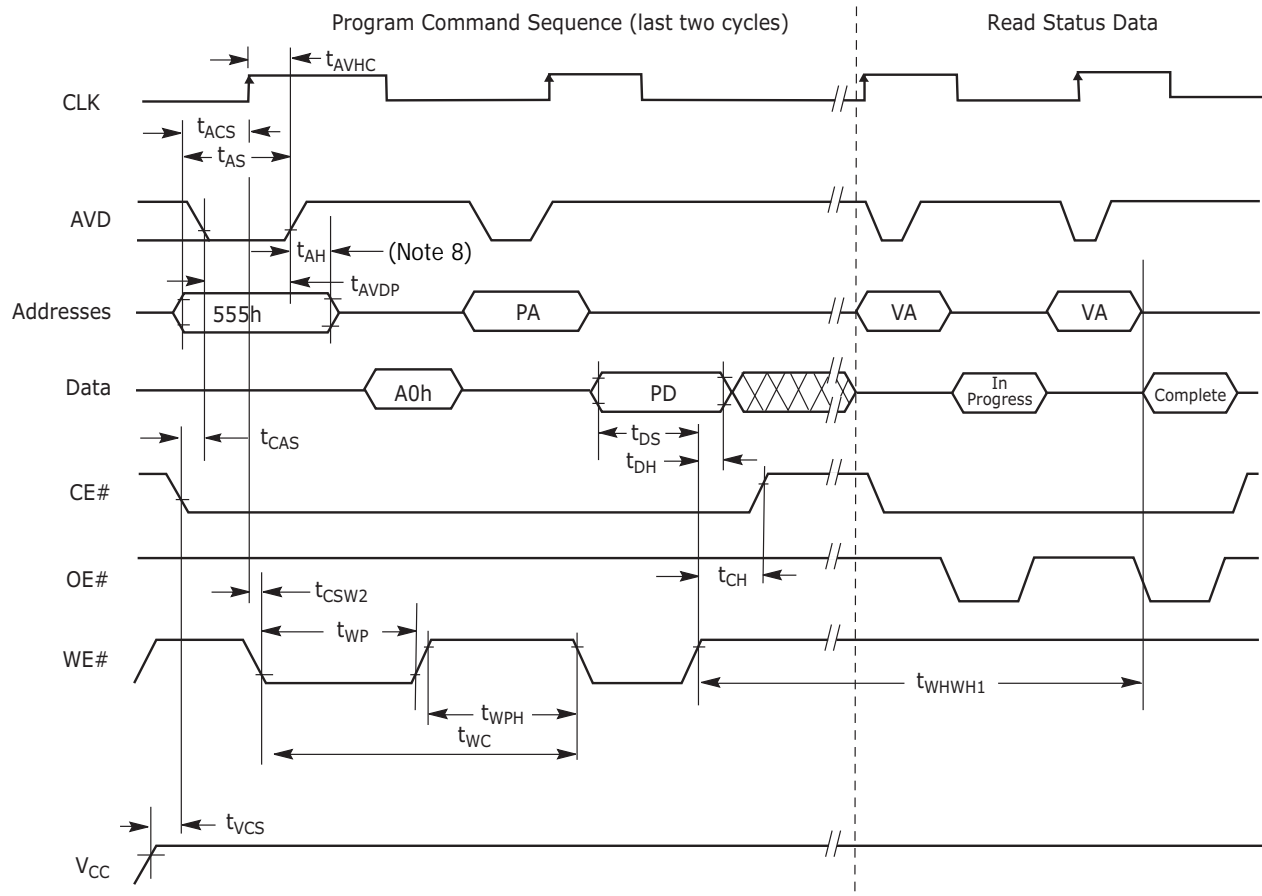 Program Command Sequence (last two cycles)
Read Status Data
tAVHC
CLK
tACS
tAS
AVD
tAH
(Note 8)
tAVDP
Addresses
555h
PA
VA
VA
Data
A0h
PD
In
Progress
Complete
tCAS
tDS
tDH
CE#
OE#
tCH
tCSW2
tWP
WE#
tWHWH1
tWPH
tWC
tVCS
VCC